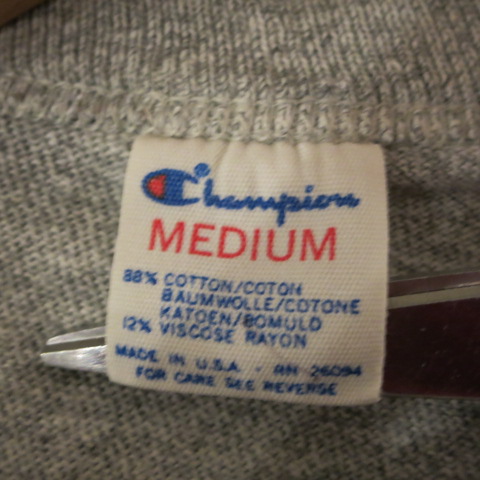 Champion
MEDIUM
88% COTTON/COTON
BAUMWOLLE/COTONE
KATOEN/BOMULD
12% VISCOSE RAYON
MADE IN U.S.A. - RN 26094
FOR CARE SEE REVERSE